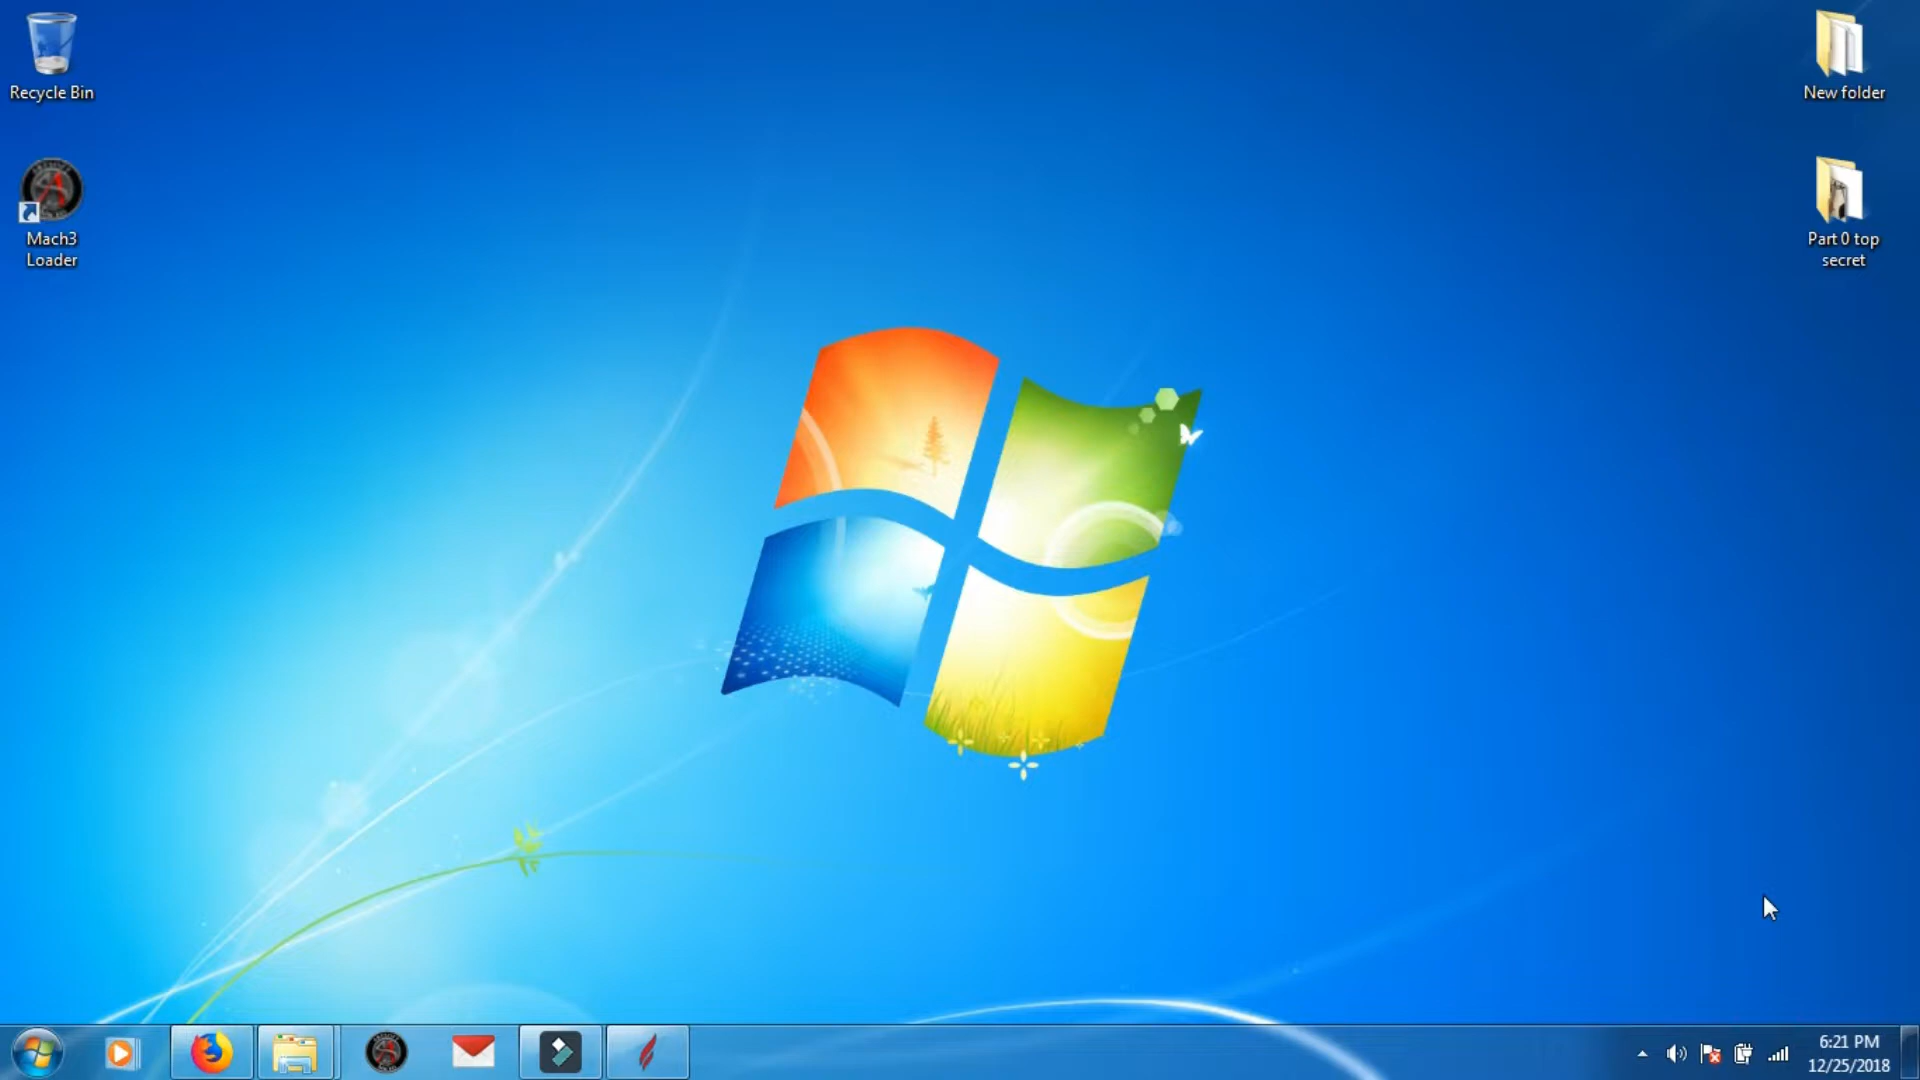 Recycle Bin
New folder
Mach3
Loader
Part 0 top
secret
6:21 PM
12/25/2018